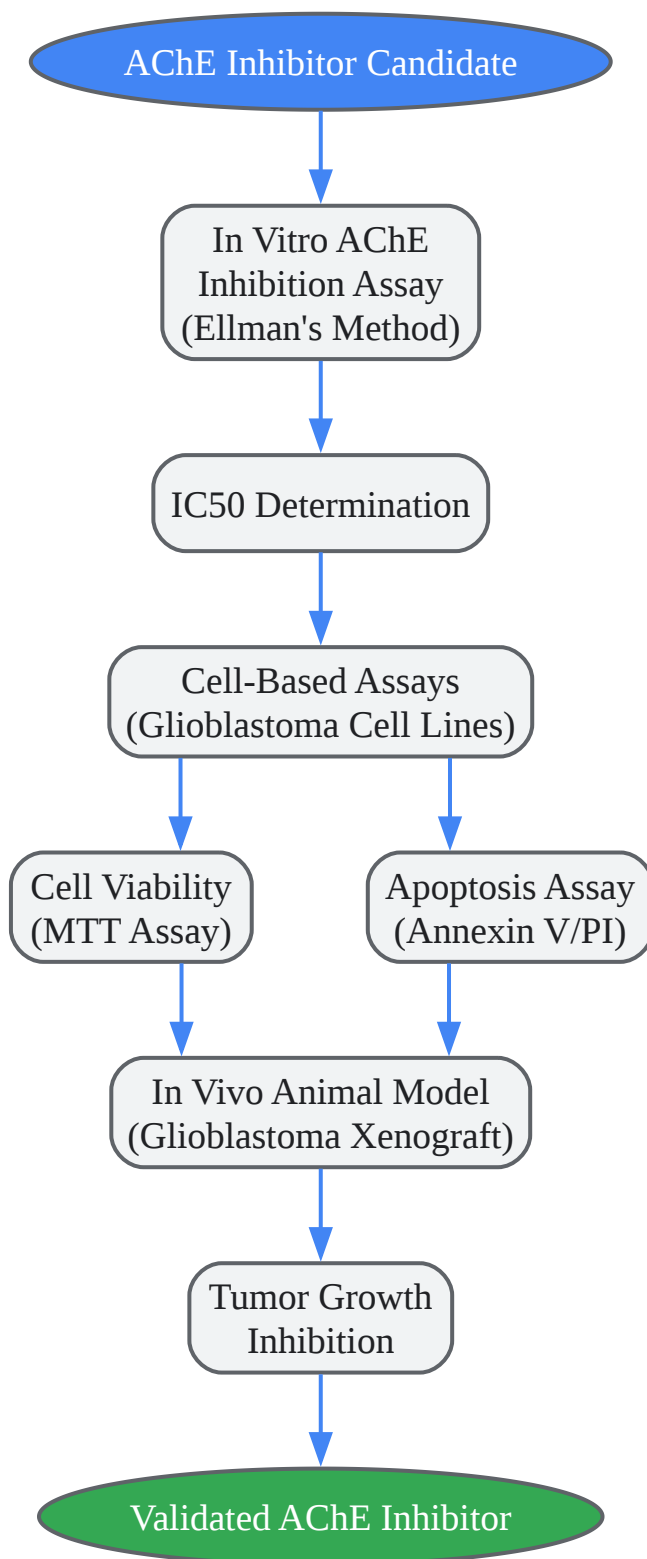 AChE Inhibitor Candidate
In Vitro AChE
Inhibition Assay
(Ellman's Method)
IC50 Determination
Cell-Based Assays
(Glioblastoma Cell Lines)
Cell Viability
(MTT Assay)
Apoptosis Assay
(Annexin V/PI)
In Vivo Animal Model
(Glioblastoma Xenograft)
Tumor Growth
Inhibition
Validated AChE Inhibitor